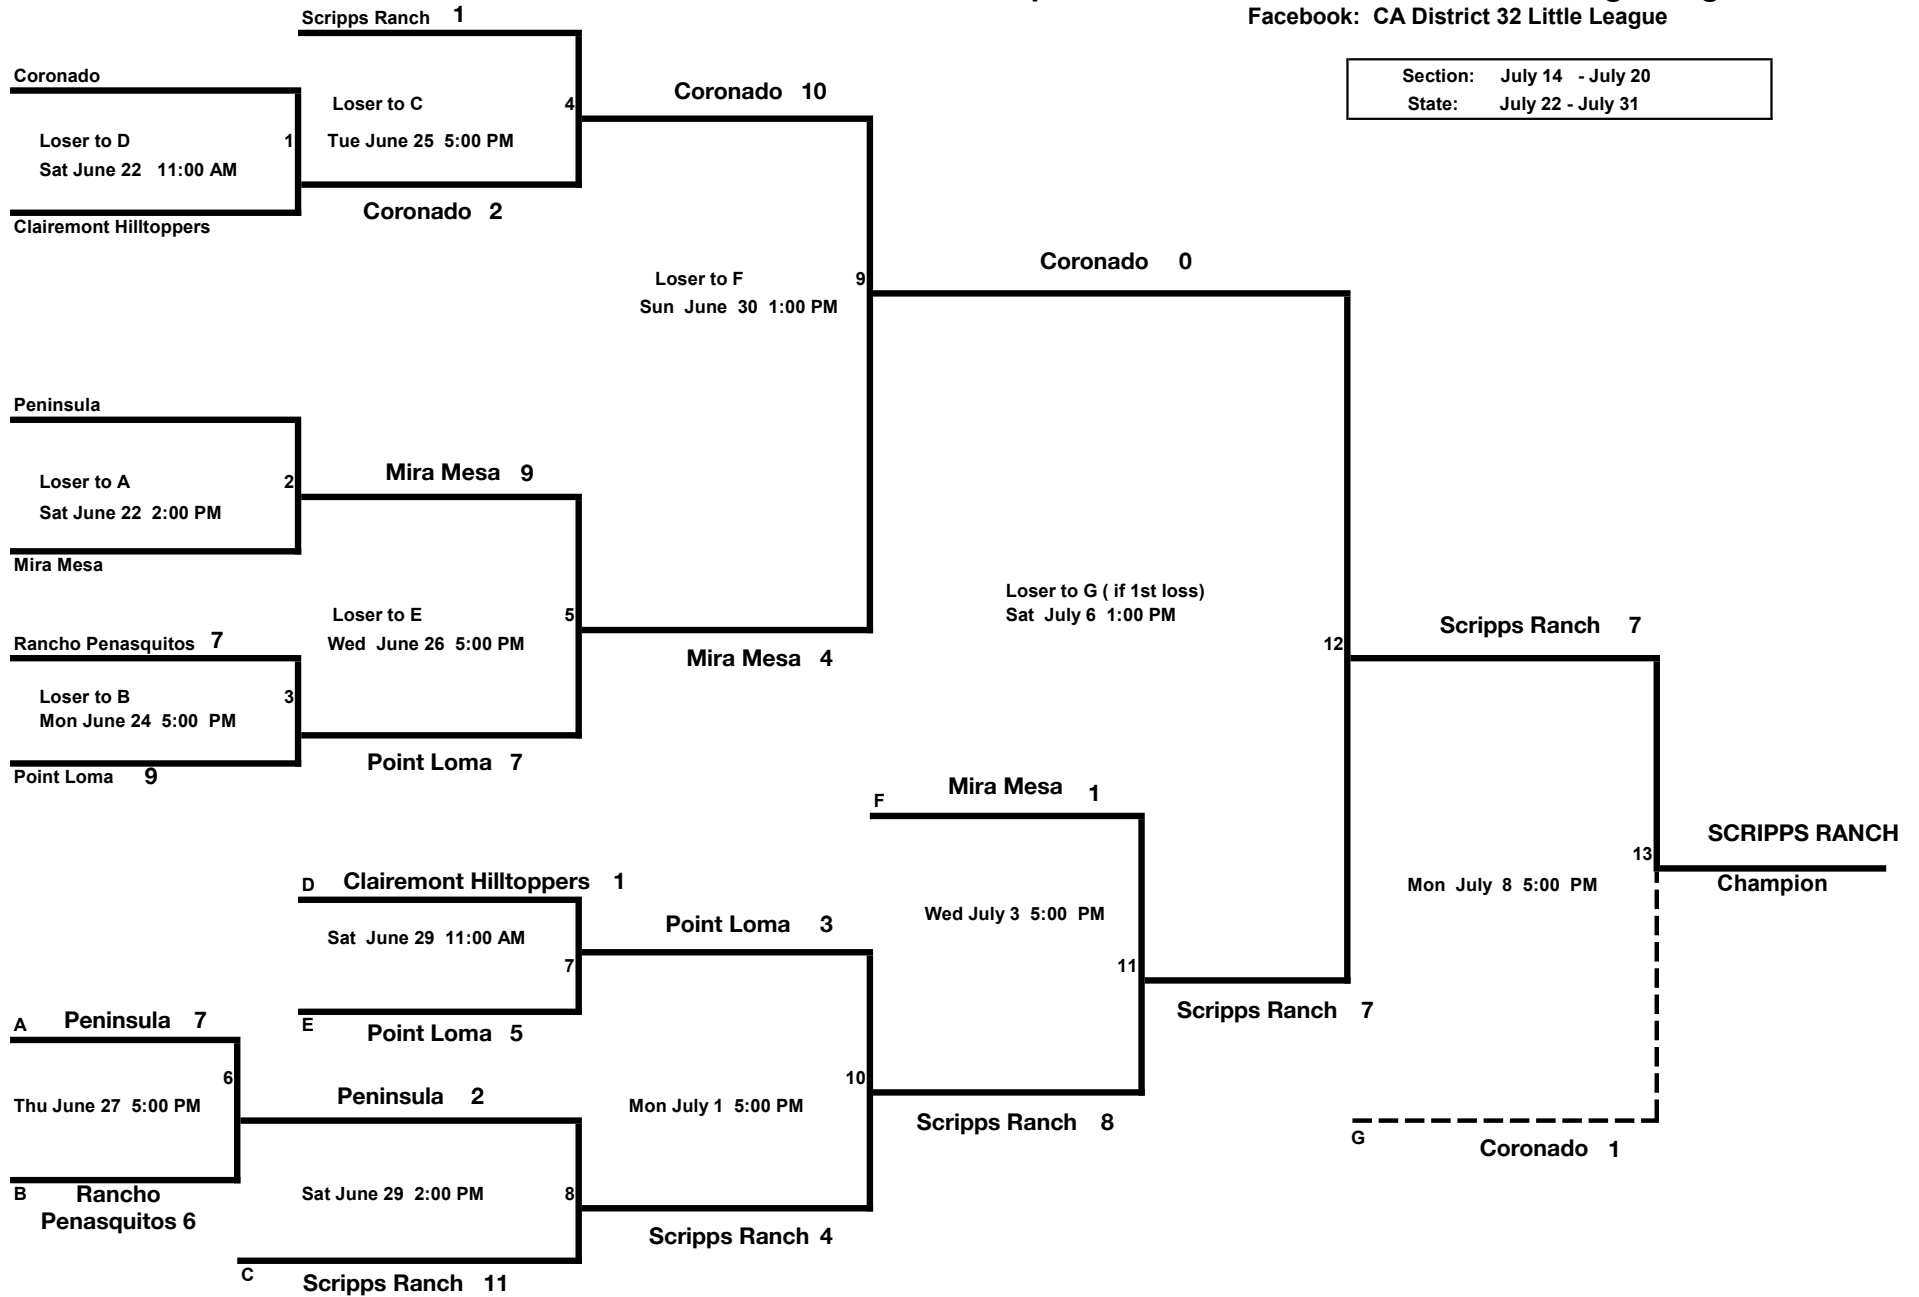 Facebook: CA District 32 Little League
Section: July 14 - July 20
State: July 22 - July 31
Scripps Ranch 1
Coronado
Loser to C 4
Tue June 25 5:00 PM
Coronado 10
Loser to D 1
Sat June 22 11:00 AM
Clairemont Hilltoppers
Coronado 2
Loser to F 9
Sun June 30 1:00 PM
Coronado 0
Peninsula
Loser to A 2
Sat June 22 2:00 PM
Mira Mesa
Mira Mesa 9
Rancho Penasquitos 7
Loser to B 3
Mon June 24 5:00 PM
Point Loma 9
Loser to E 5
Wed June 26 5:00 PM
Point Loma 7
Mira Mesa 4
Loser to G ( if 1st loss)
Sat July 6 1:00 PM
12
Scripps Ranch 7
F Mira Mesa 1
Wed July 3 5:00 PM
11
Scripps Ranch 7
D Clairemont Hilltoppers 1
Sat June 29 11:00 AM
7
E Point Loma 5
Point Loma 3
A Peninsula 7
6
Thu June 27 5:00 PM
B Rancho
Penasquitos 6
Peninsula 2
Sat June 29 2:00 PM 8
C Scripps Ranch 11
10
Mon July 1 5:00 PM
Scripps Ranch 4
Scripps Ranch 8
13
Mon July 8 5:00 PM
G Coronado 1
SCRIPPS RANCH
Champion